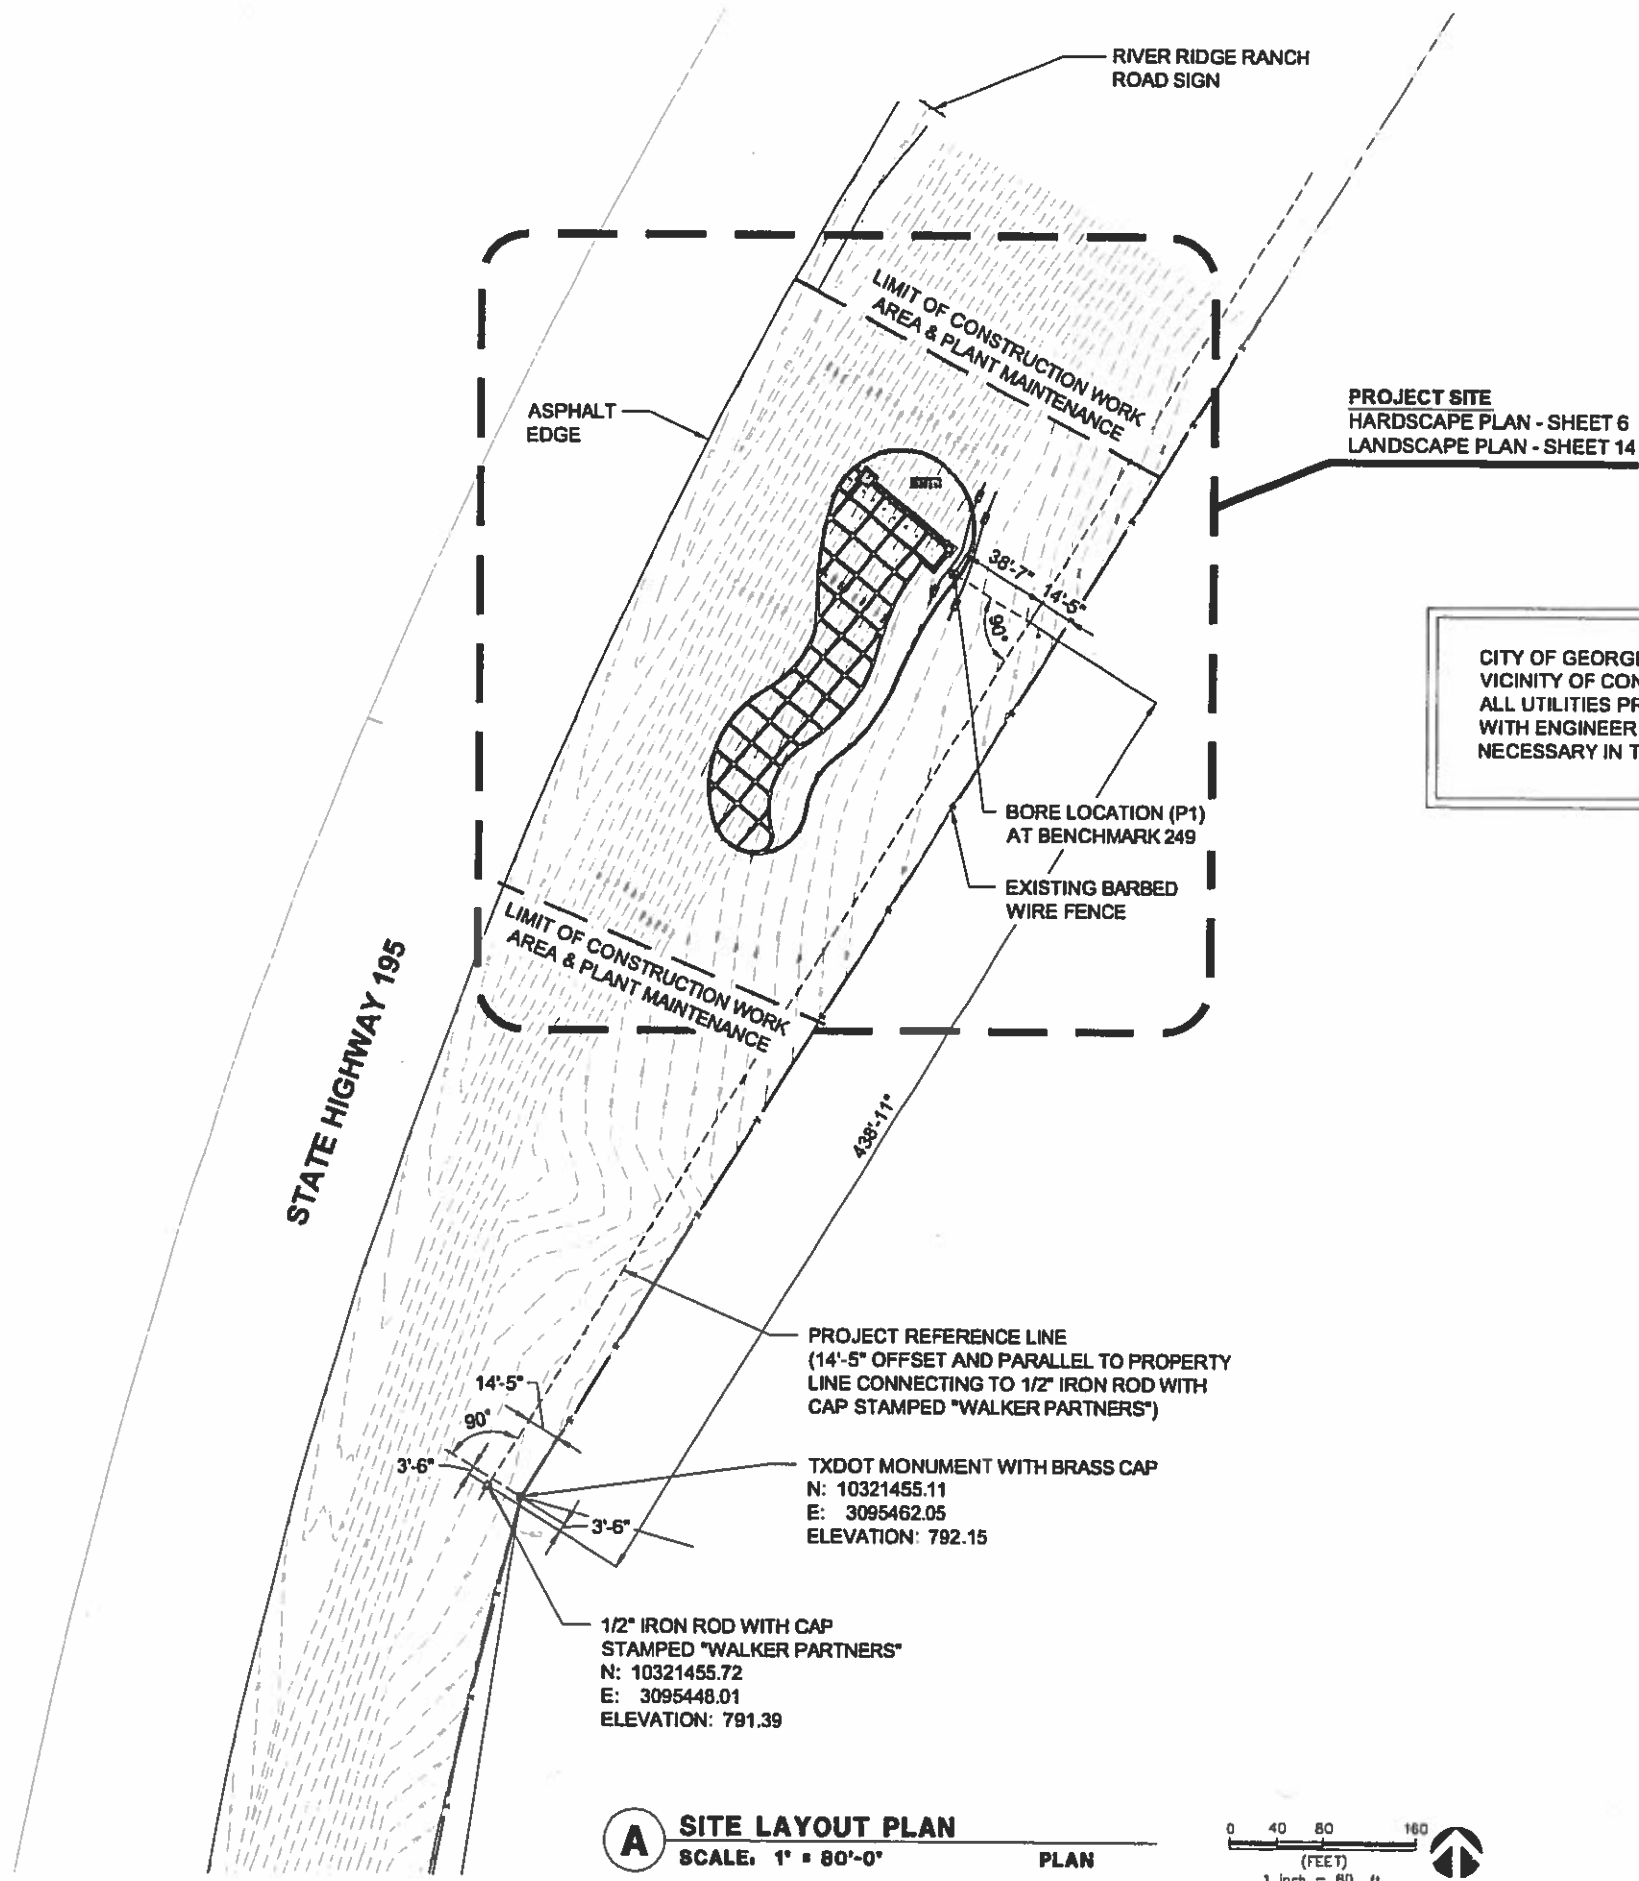 RIVER RIDGE RANCH
ROAD SIGN
LIMIT OF CONSTRUCTION WORK
AREA & PLANT MAINTENANCE
ASPHALT
EDGE
PROJECT SITE
HARDSCAPE PLAN - SHEET 6
LANDSCAPE PLAN - SHEET 14
38'-7"
14'-5"
90°
CITY OF GEORG
VICINITY OF CON
ALL UTILITIES PR
WITH ENGINEER
NECESSARY IN T
BORE LOCATION (P1)
AT BENCHMARK 249
EXISTING BARBED
WIRE FENCE
LIMIT OF CONSTRUCTION WORK
AREA & PLANT MAINTENANCE
STATE HIGHWAY 195
438'-11"
PROJECT REFERENCE LINE
(14'-5" OFFSET AND PARALLEL TO PROPERTY
LINE CONNECTING TO 1/2" IRON ROD WITH
CAP STAMPED "WALKER PARTNERS")
14'-5"
90°
3'-6"
TXDOT MONUMENT WITH BRASS CAP
N: 10321455.11
E: 3095462.05
ELEVATION: 792.15
3'-6"
1/2" IRON ROD WITH CAP
STAMPED "WALKER PARTNERS"
N: 10321455.72
E: 3095448.01
ELEVATION: 791.39
A SITE LAYOUT PLAN
SCALE: 1" = 80'-0" PLAN
0 40 80 160
(FEET)
1 inch = 80 ft.